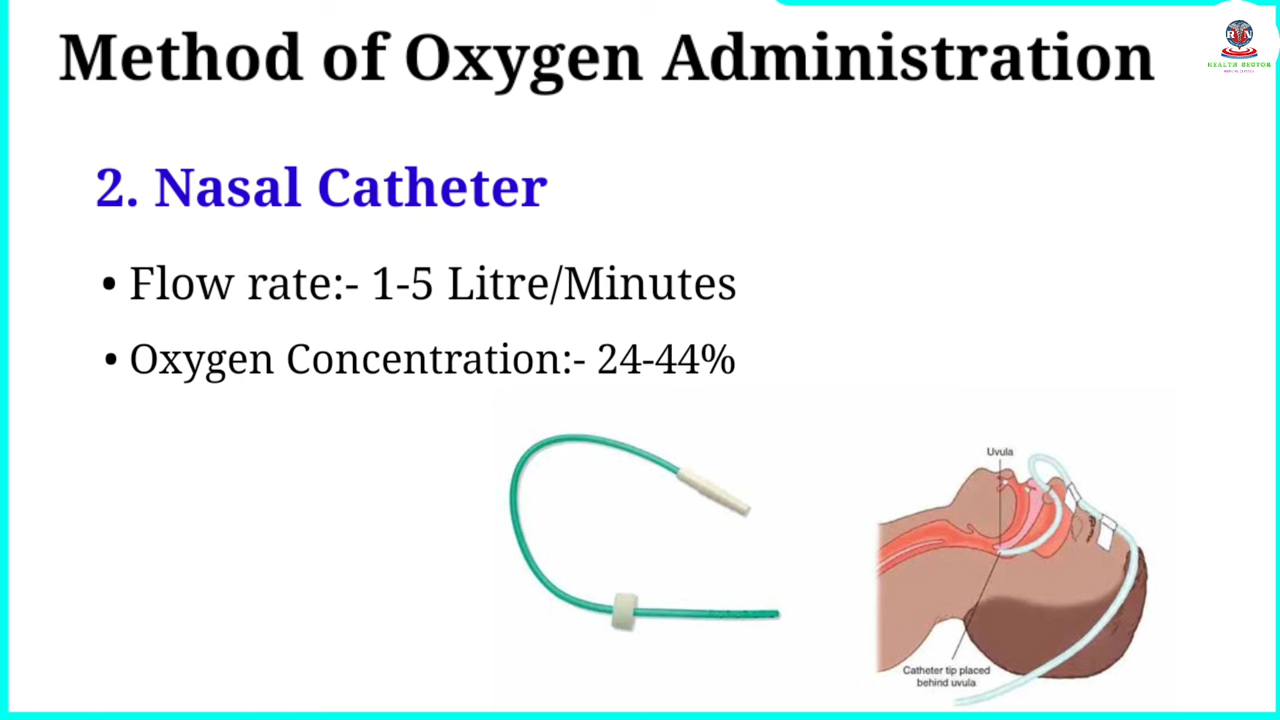 Method of Oxygen Administration
HEALTH SECTOR
2. Nasal Catheter
• Flow rate:- 1-5 Litre/Minutes
• Oxygen Concentration:- 24-44%
Uvula
Catheter tip placed
behind uvula